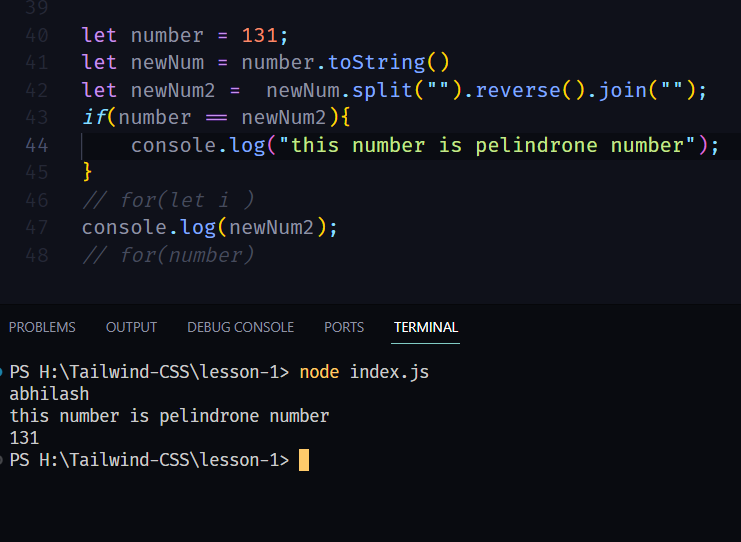 39
40 let number = 131;
41 let newNum = number.toString()
42 let newNum2 =  newNum.split("").reverse().join("");
43 if(number == newNum2){
44     console.log("this number is pelindrone number");
45 }
46 // for(let i )
47 console.log(newNum2);
48 // for(number)
PROBLEMS OUTPUT DEBUG CONSOLE PORTS TERMINAL
PS H:\Tailwind-CSS\lesson-1> node index.js
abhilash
this number is pelindrone number
131
PS H:\Tailwind-CSS\lesson-1>